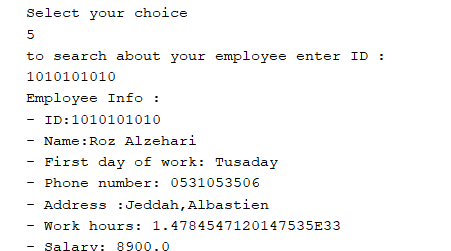 Select your choice
5
to search about your employee enter ID :
1010101010
Employee Info :
- ID:1010101010
- Name:Roz Alzehari
- First day of work: Tusaday
- Phone number: 0531053506
- Address :Jeddah,Albastien
- Work hours: 1.4784547120147535E33
- Salary: 8900.0